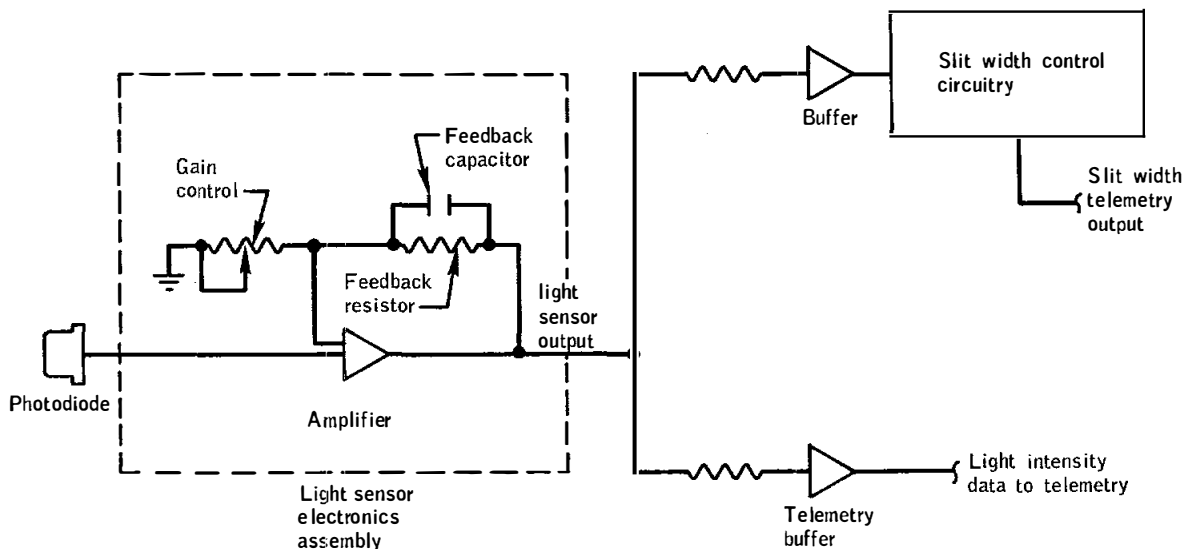 Slit width control
circuitry
Buffer
Feedback
capacitor
Gain
control
Slit width
telemetry
output
Feedback
resistor
light
sensor
output
Photodiode
Amplifier
Light intensity
data to telemetry
Light sensor
electronics
assembly
Telemetry
buffer